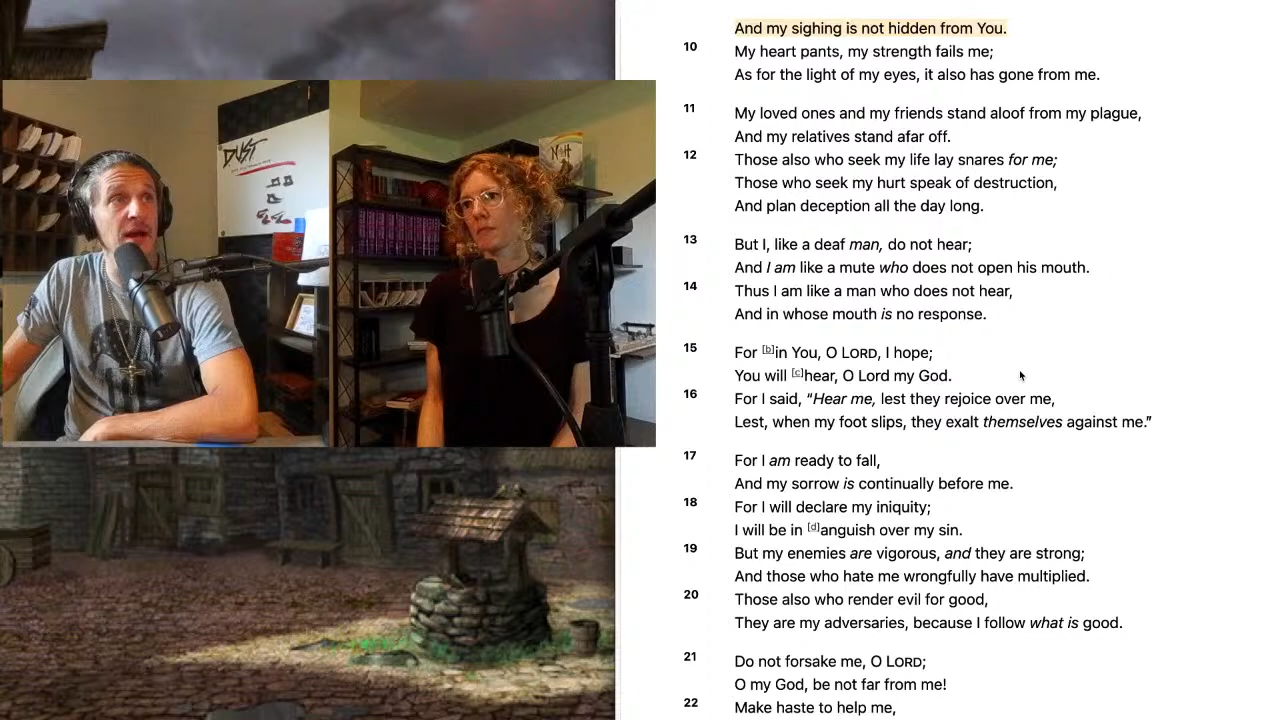 DUST
And my sighing is not hidden from You.
10 My heart pants, my strength fails me;
As for the light of my eyes, it also has gone from me.
11 My loved ones and my friends stand aloof from my plague,
And my relatives stand afar off.
12 Those also who seek my life lay snares for me;
Those who seek my hurt speak of destruction,
And plan deception all the day long.
13 But I, like a deaf man, do not hear;
And I am like a mute who does not open his mouth.
14 Thus I am like a man who does not hear,
And in whose mouth is no response.
15 For [b]in You, O LORD, I hope;
You will [c]hear, O Lord my God.
16 For I said, “Hear me, lest they rejoice over me,
Lest, when my foot slips, they exalt themselves against me.”
17 For I am ready to fall,
And my sorrow is continually before me.
18 For I will declare my iniquity;
I will be in [d]anguish over my sin.
19 But my enemies are vigorous, and they are strong;
And those who hate me wrongfully have multiplied.
20 Those also who render evil for good,
They are my adversaries, because I follow what is good.
21 Do not forsake me, O LORD;
O my God, be not far from me!
22 Make haste to help me,